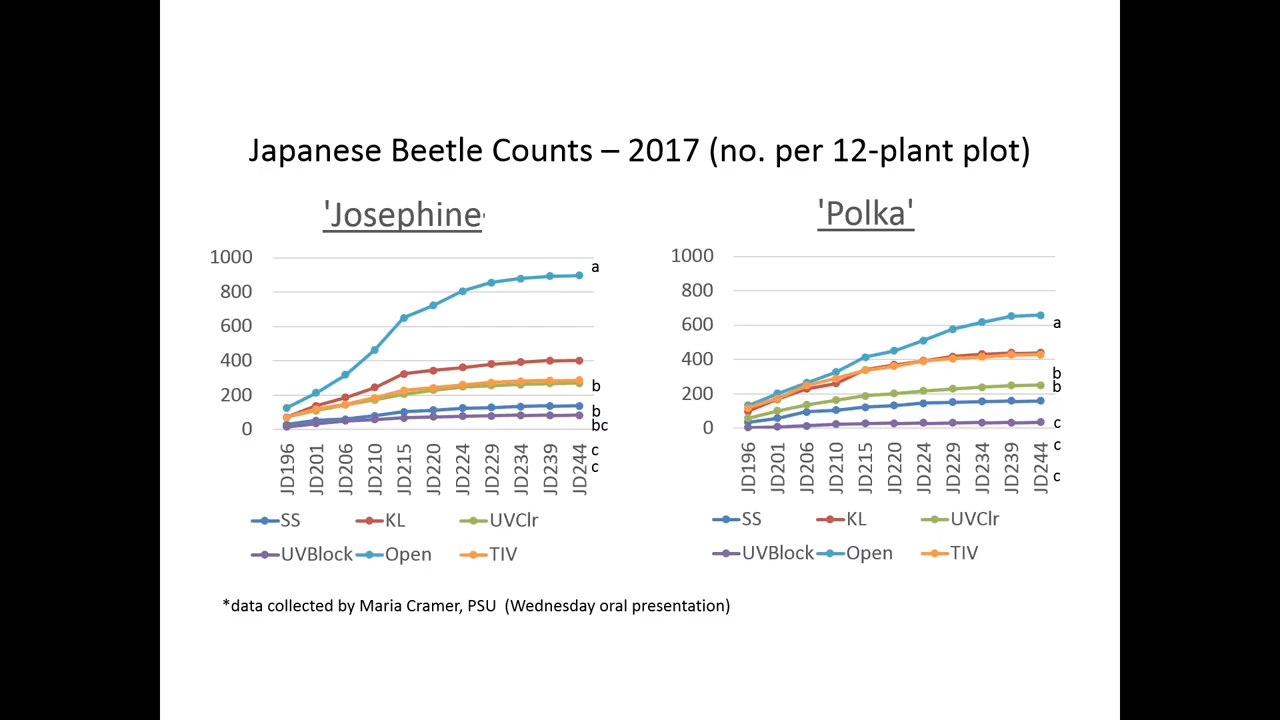 Japanese Beetle Counts – 2017 (no. per 12-plant plot)
'Josephine'
1000
800
600
400
200
0
a
b
b
bc
c
c
JD196 JD201 JD206 JD210 JD215 JD220 JD224 JD229 JD234 JD239 JD244
SS KL UVClr
UVBlock Open TIV
'Polka'
1000
800
600
400
200
0
a
b
b
c
c
c
JD196 JD201 JD206 JD210 JD215 JD220 JD224 JD229 JD234 JD239 JD244
SS KL UVClr
UVBlock Open TIV
*data collected by Maria Cramer, PSU (Wednesday oral presentation)